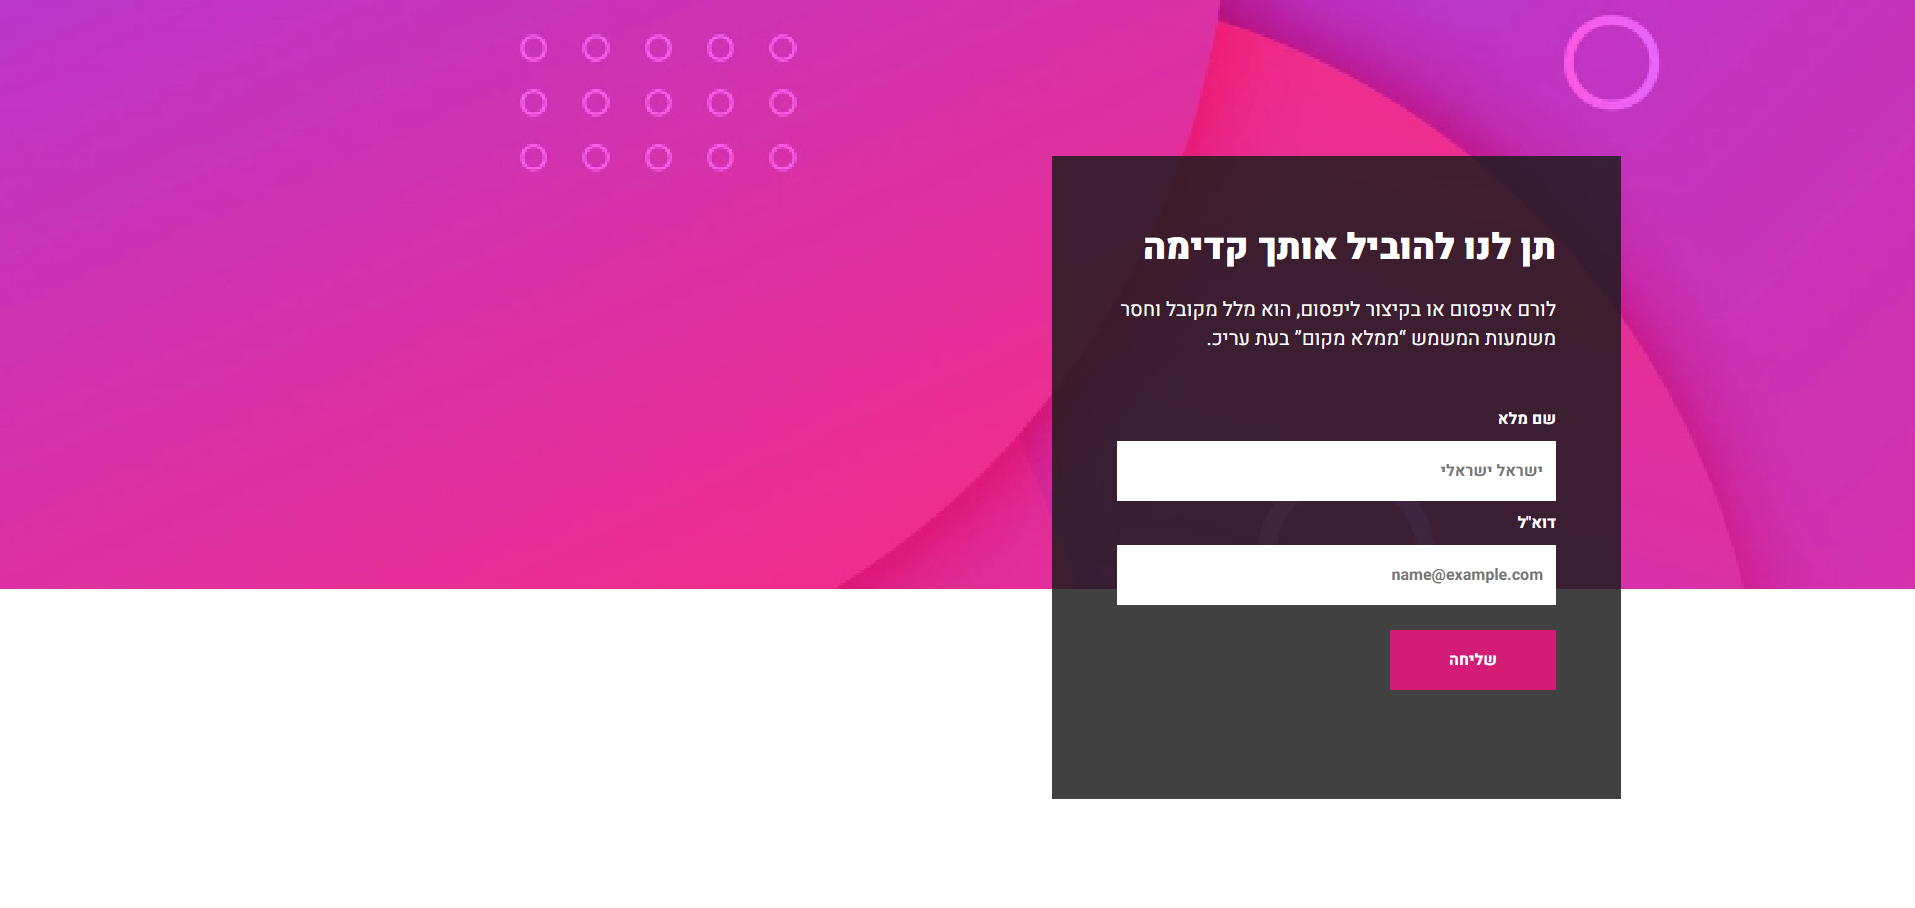 תן לנו להוביל אותך קדימה
לורם איפסום או בקיצור ליפסום, הוא מלל מקובל וחסר
משמעות המשמש “ממלא מקום” בעת עריכ.
שם מלא
ישראל ישראלי
דוא"ל
name@example.com
שליחה